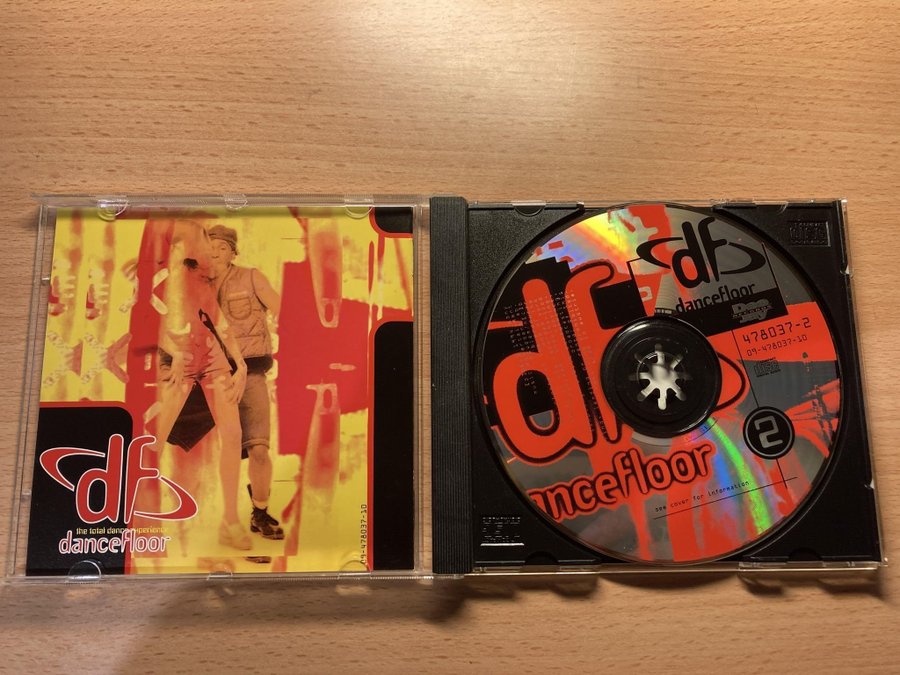 df
the total dance experience
dancefloor
09-478037-10
df
dancefloor
478037-2
09-478037-10
2
df
dancefloor
see cover for information